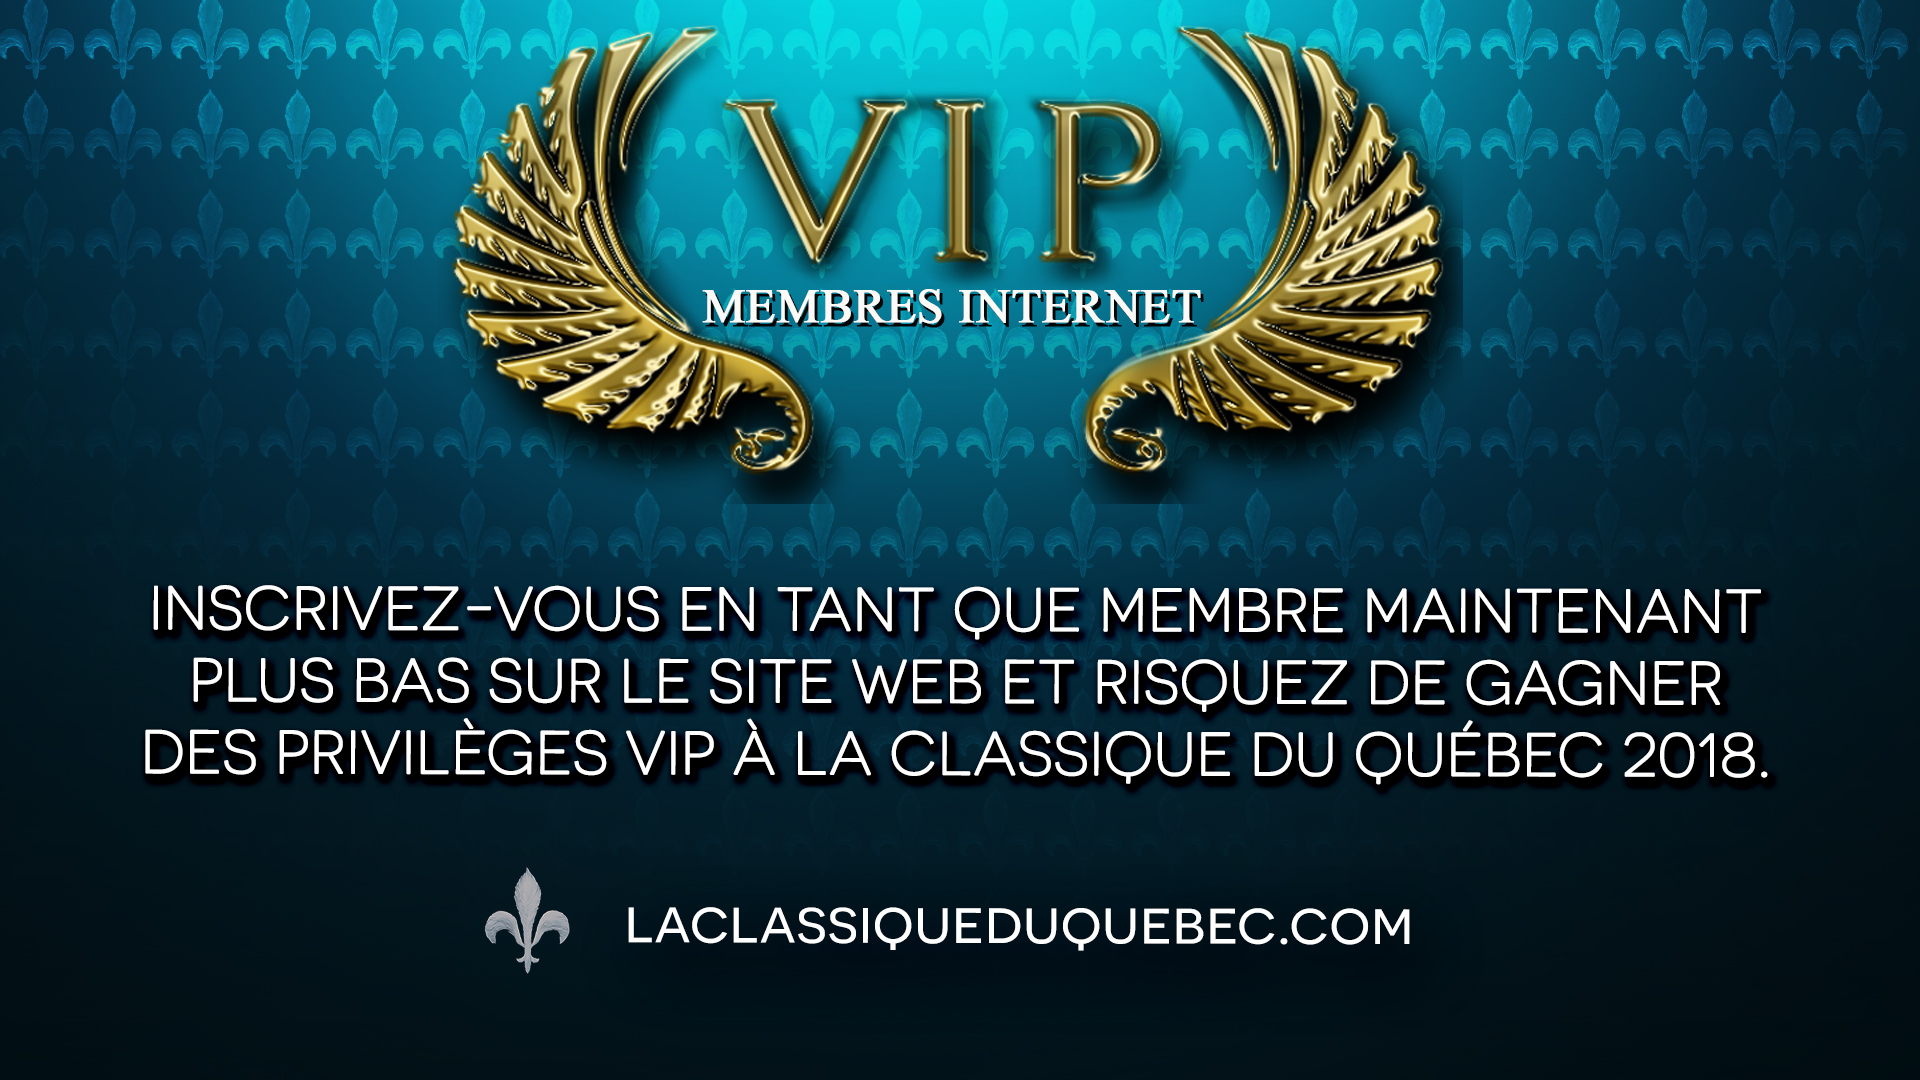 VIP
MEMBRES INTERNET
INSCRIVEZ-VOUS EN TANT QUE MEMBRE MAINTENANT
PLUS BAS SUR LE SITE WEB ET RISQUEZ DE GAGNER
DES PRIVILÈGES VIP À LA CLASSIQUE DU QUÉBEC 2018.
LACLASSIQUEDUQUEBEC.COM